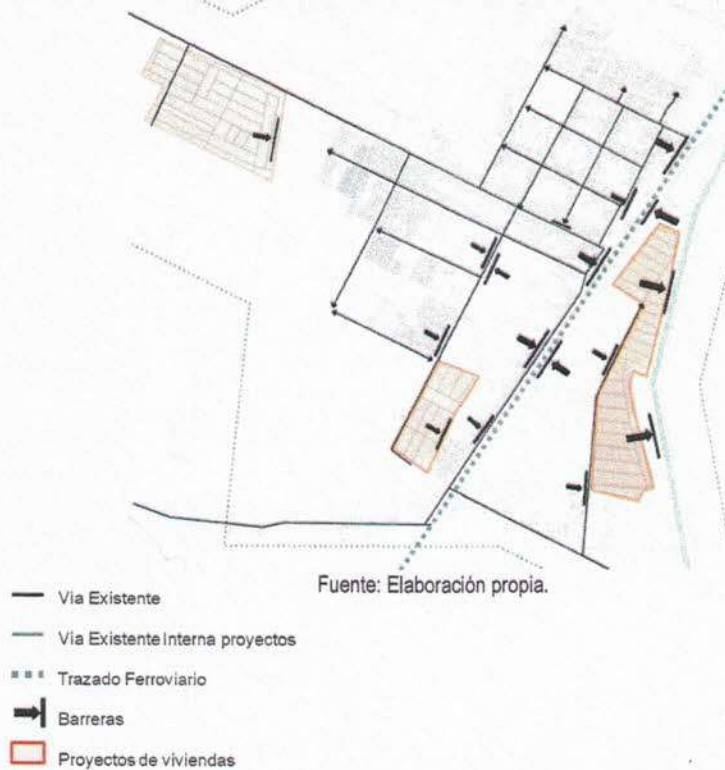 Fuente: Elaboración propia.
Via Existente
Via Existente Interna proyectos
Trazado Ferroviario
Barreras
Proyectos de viviendas